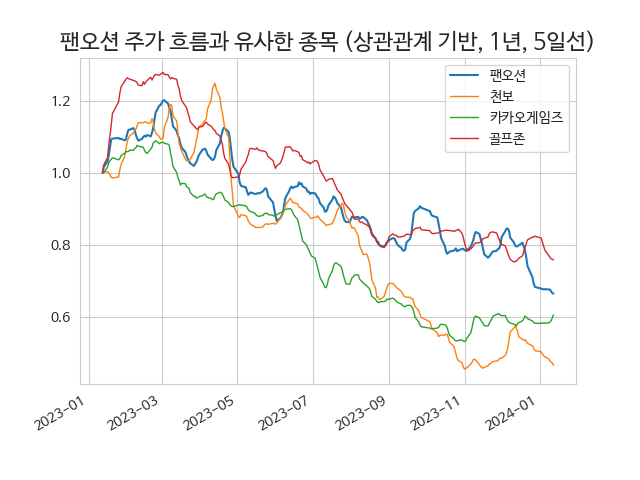 팬오션 주가 흐름과 유사한 종목 (상관관계 기반, 1년, 5일선)
팬오션
천보
카카오게임즈
골프존
1.2
1.0
0.8
0.6
2023-01
2023-03
2023-05
2023-07
2023-09
2023-11
2024-01